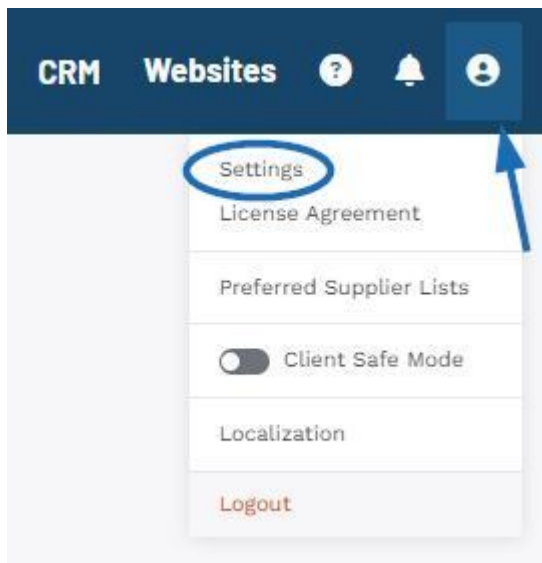 CRM Websites ?
Settings
License Agreement
Preferred Supplier Lists
Client Safe Mode
Localization
Logout